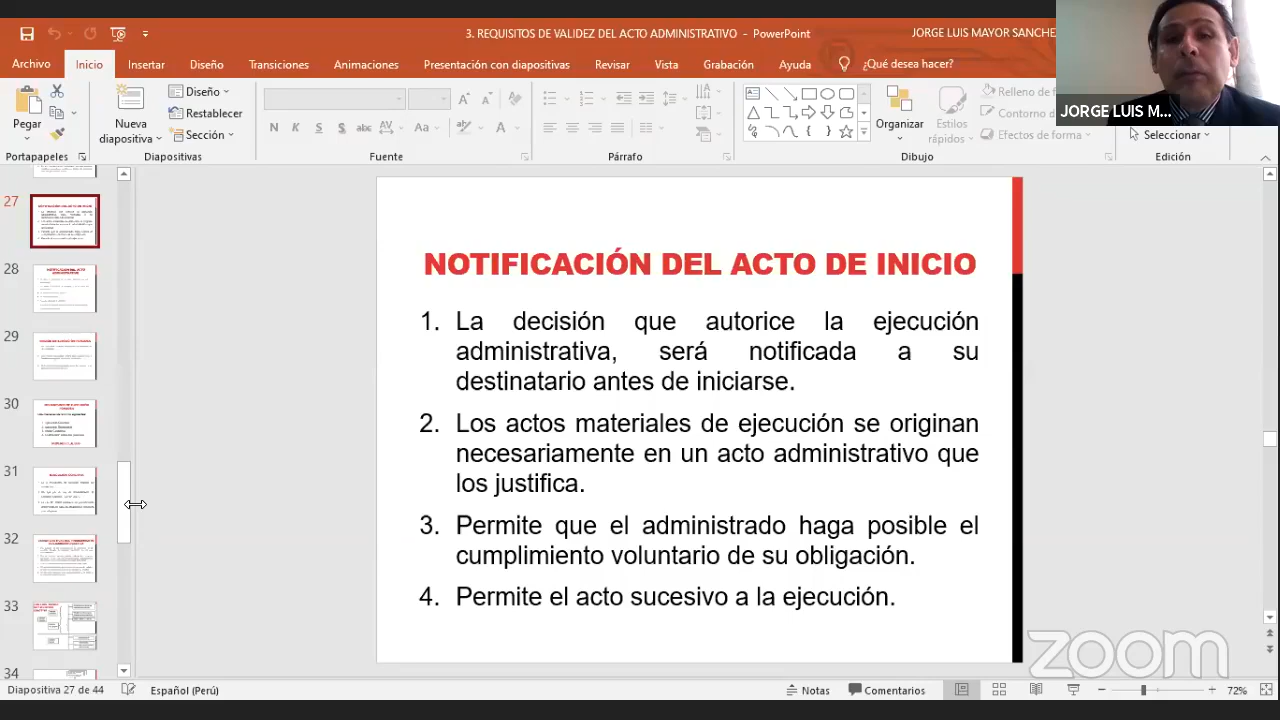 3. REQUISITOS DE VALIDEZ DEL ACTO ADMINISTRATIVO - PowerPoint
JORGE LUIS MAYOR SANCHE
Archivo Inicio Insertar Diseño Transiciones Animaciones Presentación con diapositivas Revisar Vista Grabación Ayuda ¿Qué desea hacer?
JORGE LUIS M...
Pegar
Nueva diapositiva
Diseño
Restablecer
Sección
N K S S abc AV Aa A
Organizar
Estilos rápidos
Relleno de
Contorno d
Efectos de forma
Seleccionar
Portapapeles Diapositivas Fuente Párrafo Dibujo Edición
27
28
29
30
31
32
33
34
NOTIFICACIÓN DEL ACTO DE INICIO
1. La decisión que autorice la ejecución
administrativa, será notificada a su
destinatario antes de iniciarse.
2. Los actos materiales de ejecución se originan
necesariamente en un acto administrativo que
los justifica.
3. Permite que el administrado haga posible el
cumplimiento voluntario de su obligación.
4. Permite el acto sucesivo a la ejecución.
zoom
Diapositiva 27 de 44 Español (Perú) Notas Comentarios 72%